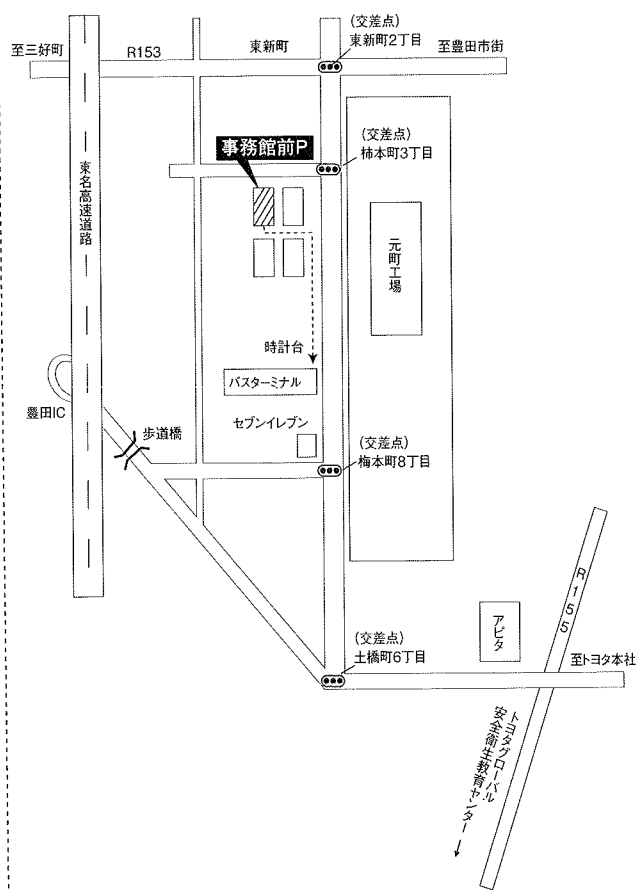 (交差点)
東新町2丁目
至三好町
R153
東新町
至豊田市街
(交差点)
柿本町3丁目
事務館前P
東名高速道路
元町工場
時計台
バスターミナル
豊田IC
歩道橋
セブンイレブン
(交差点)
梅本町8丁目
R155
アピタ
(交差点)
土橋町6丁目
至トヨタ本社
トヨタグローバル
安全衛生教育センター